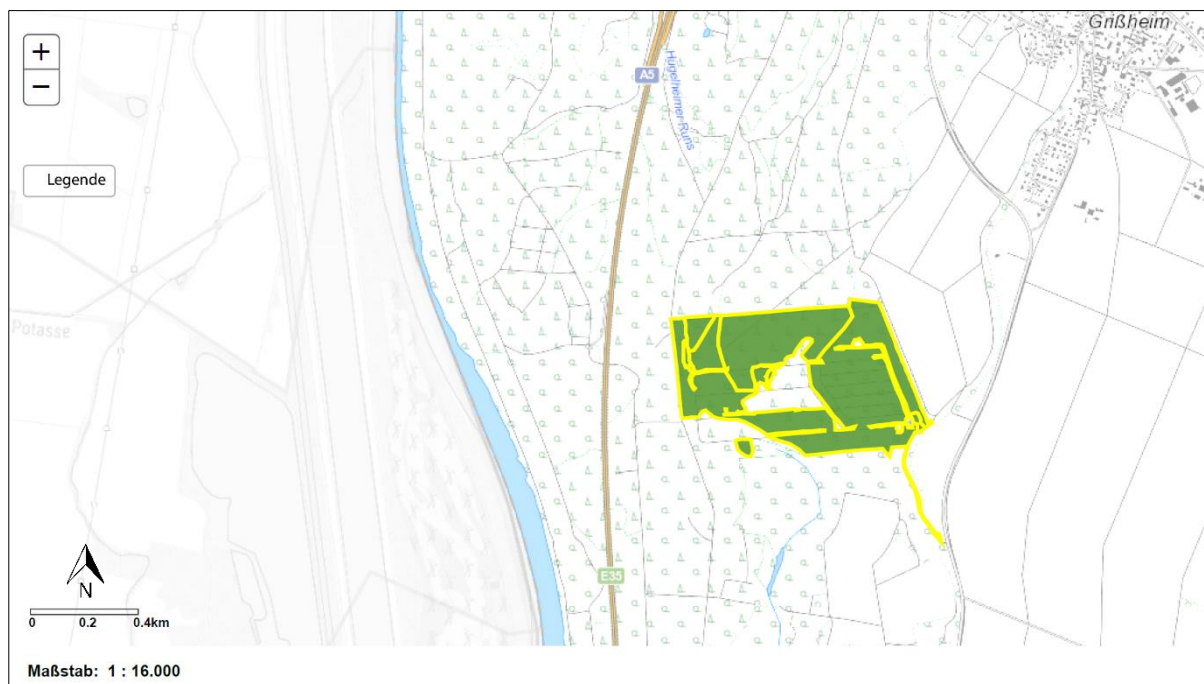 Grißheim
+
−
A5
Hügelheimer-Runs
Legende
Potasse
N
E35
0 0.2 0.4km
Maßstab: 1 : 16.000